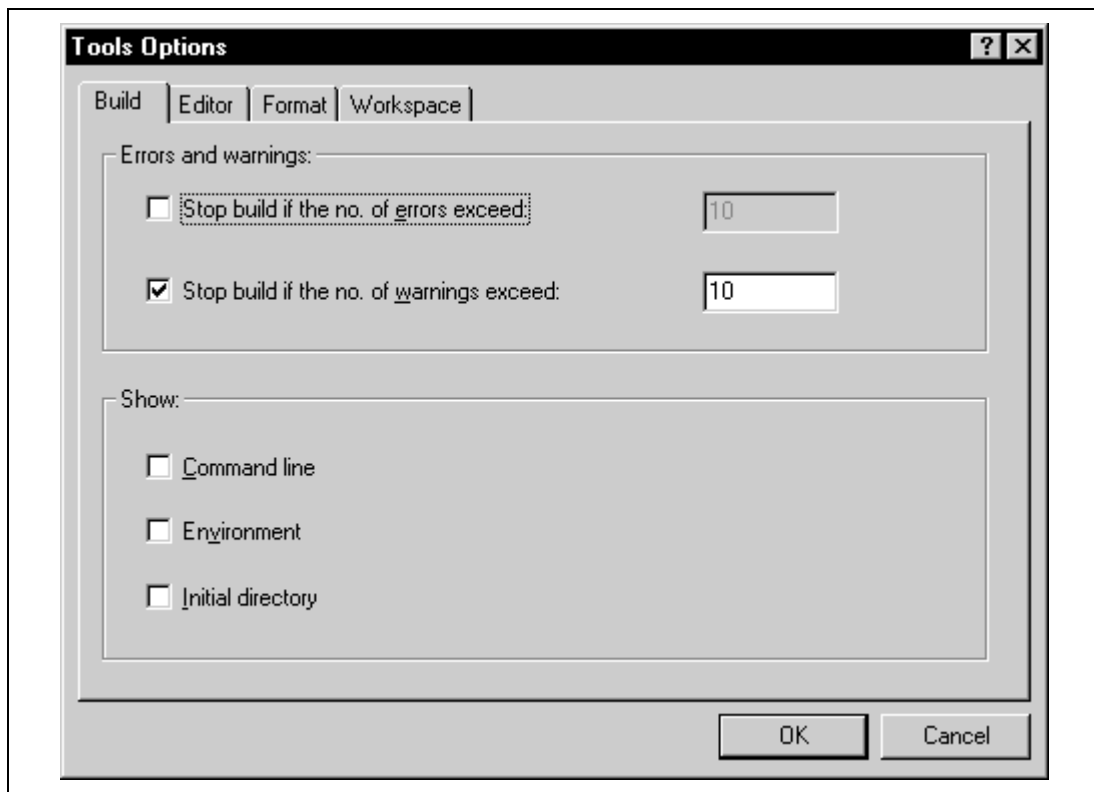 Tools Options
Build Editor Format Workspace
Errors and warnings:
Stop build if the no. of errors exceed: 10
Stop build if the no. of warnings exceed: 10
Show:
Command line
Environment
Initial directory
OK Cancel